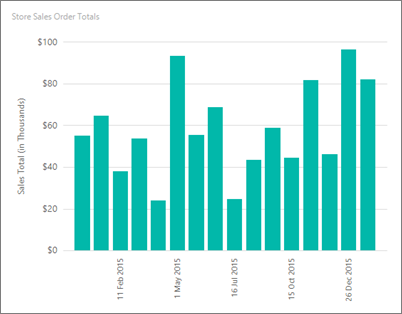 Store Sales Order Totals
$100
$80
$60
$40
$20
$0
Sales Total (in Thousands)
11 Feb 2015
1 May 2015
16 Jul 2015
15 Oct 2015
26 Dec 2015